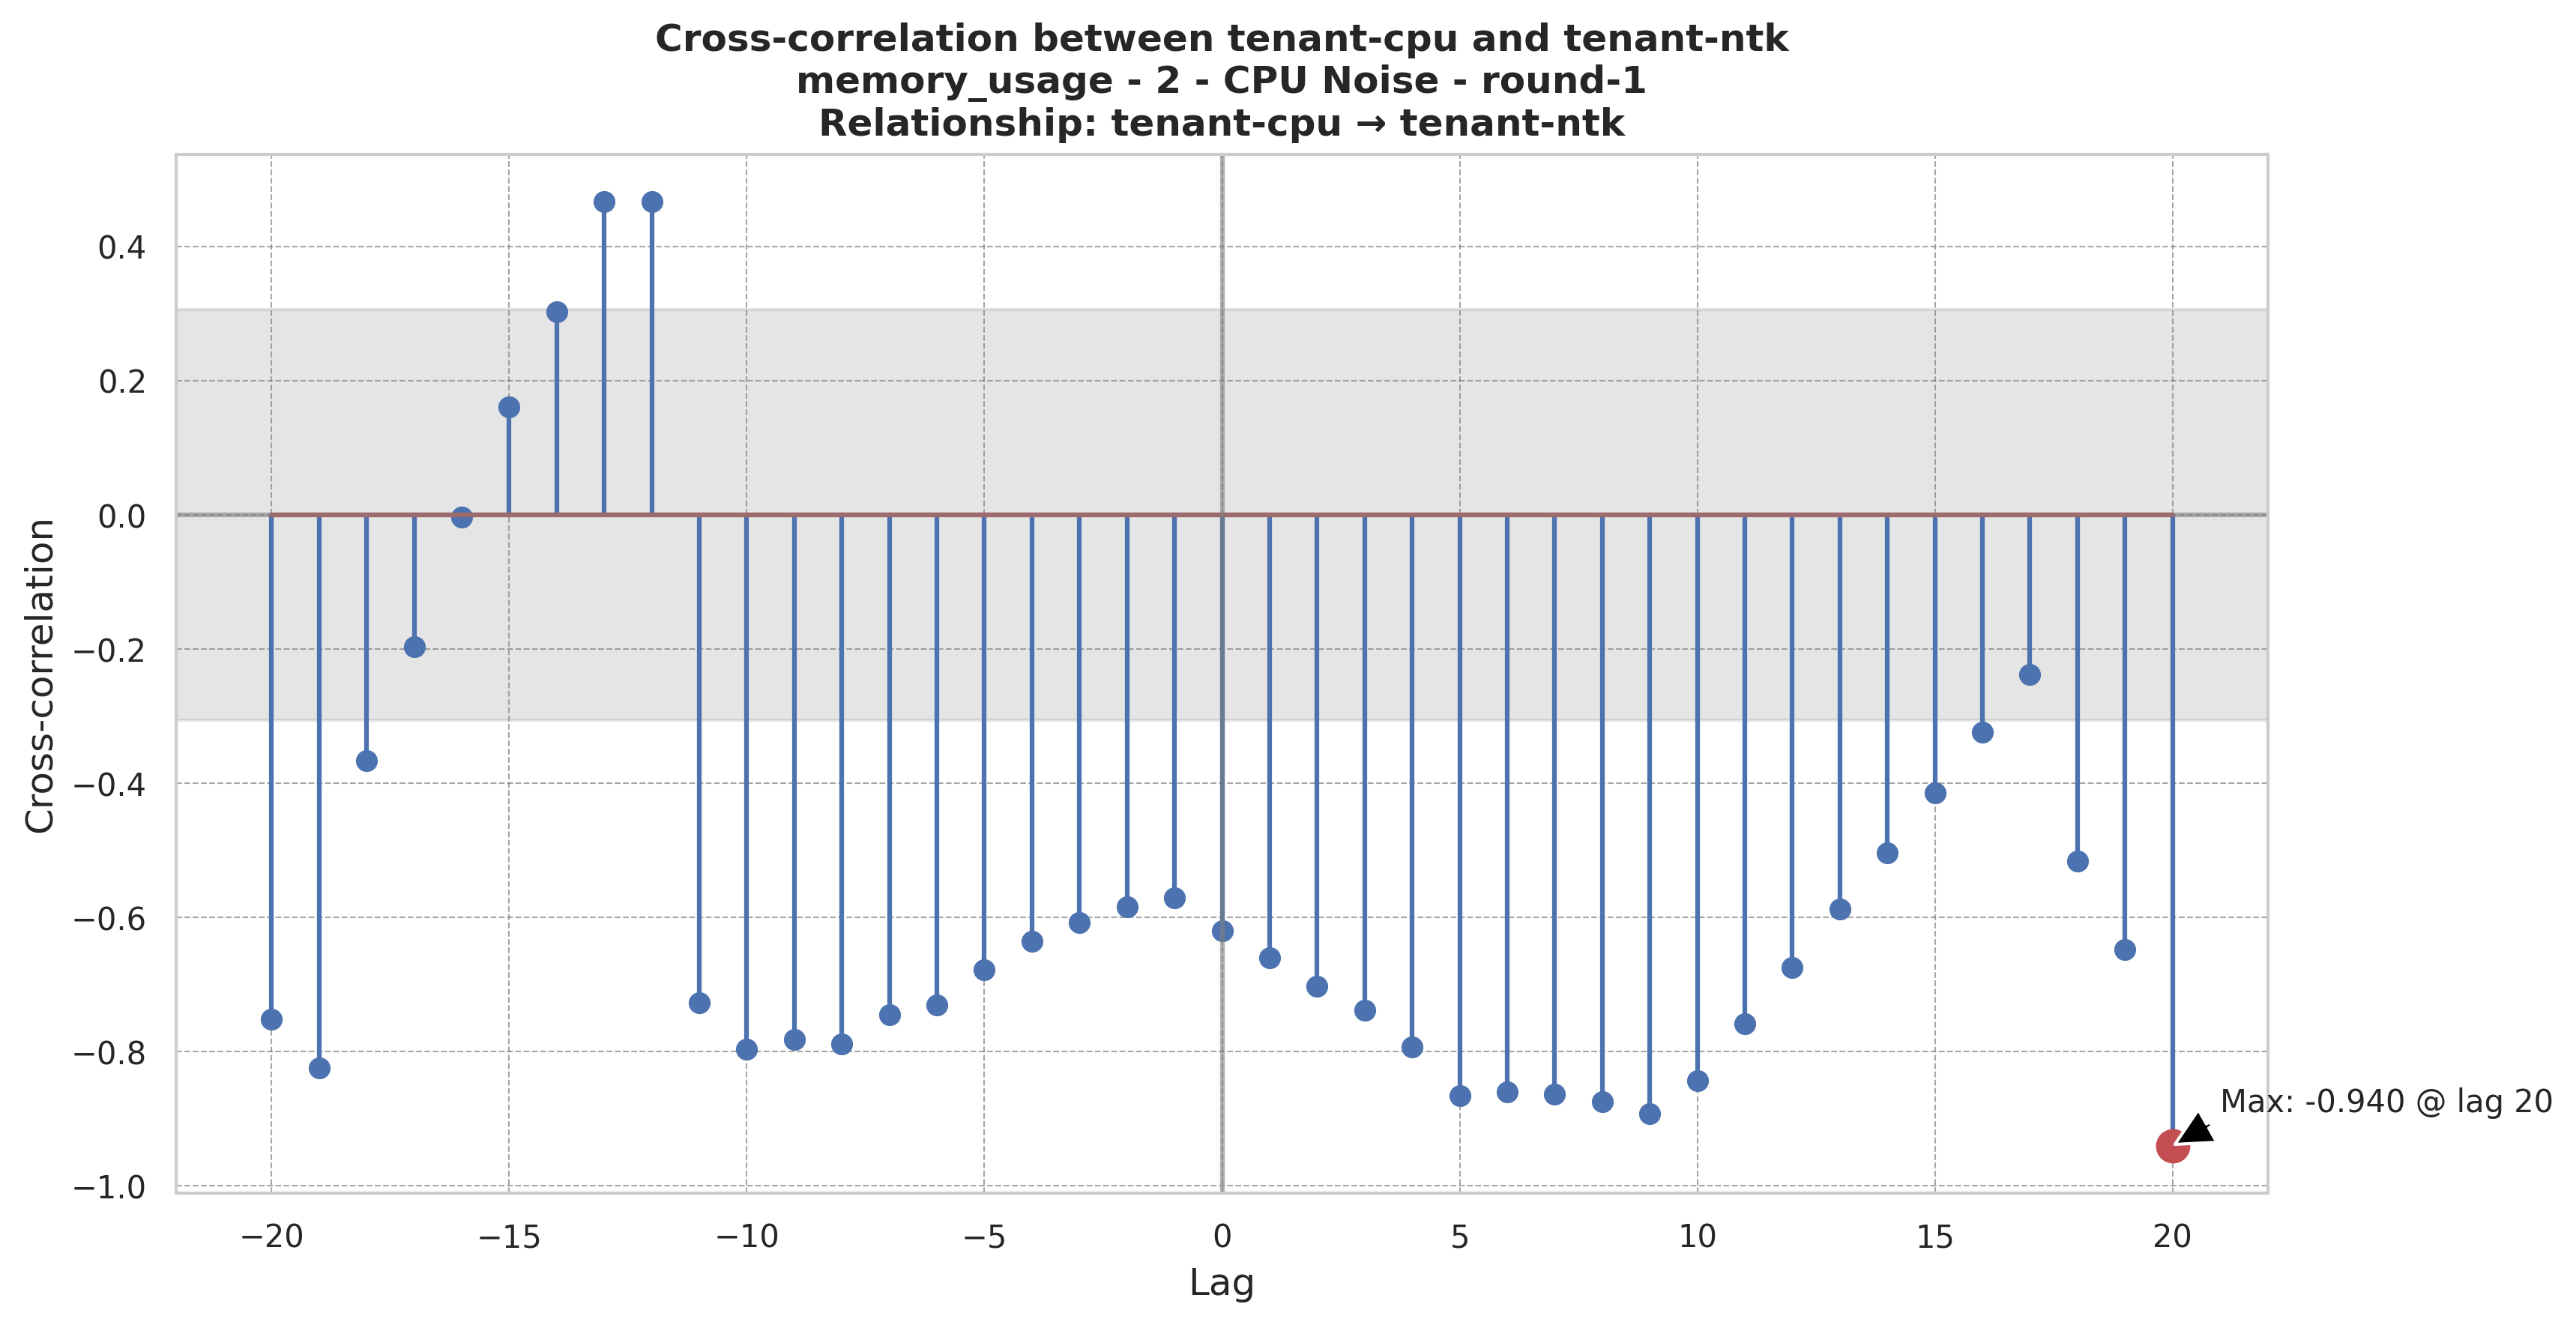 Cross-correlation between tenant-cpu and tenant-ntk
memory_usage - 2 - CPU Noise - round-1
Relationship: tenant-cpu → tenant-ntk
Cross-correlation
0.4
0.2
0.0
−0.2
−0.4
−0.6
−0.8
−1.0
Max: -0.940 @ lag 20
−20
−15
−10
−5
0
5
10
15
20
Lag